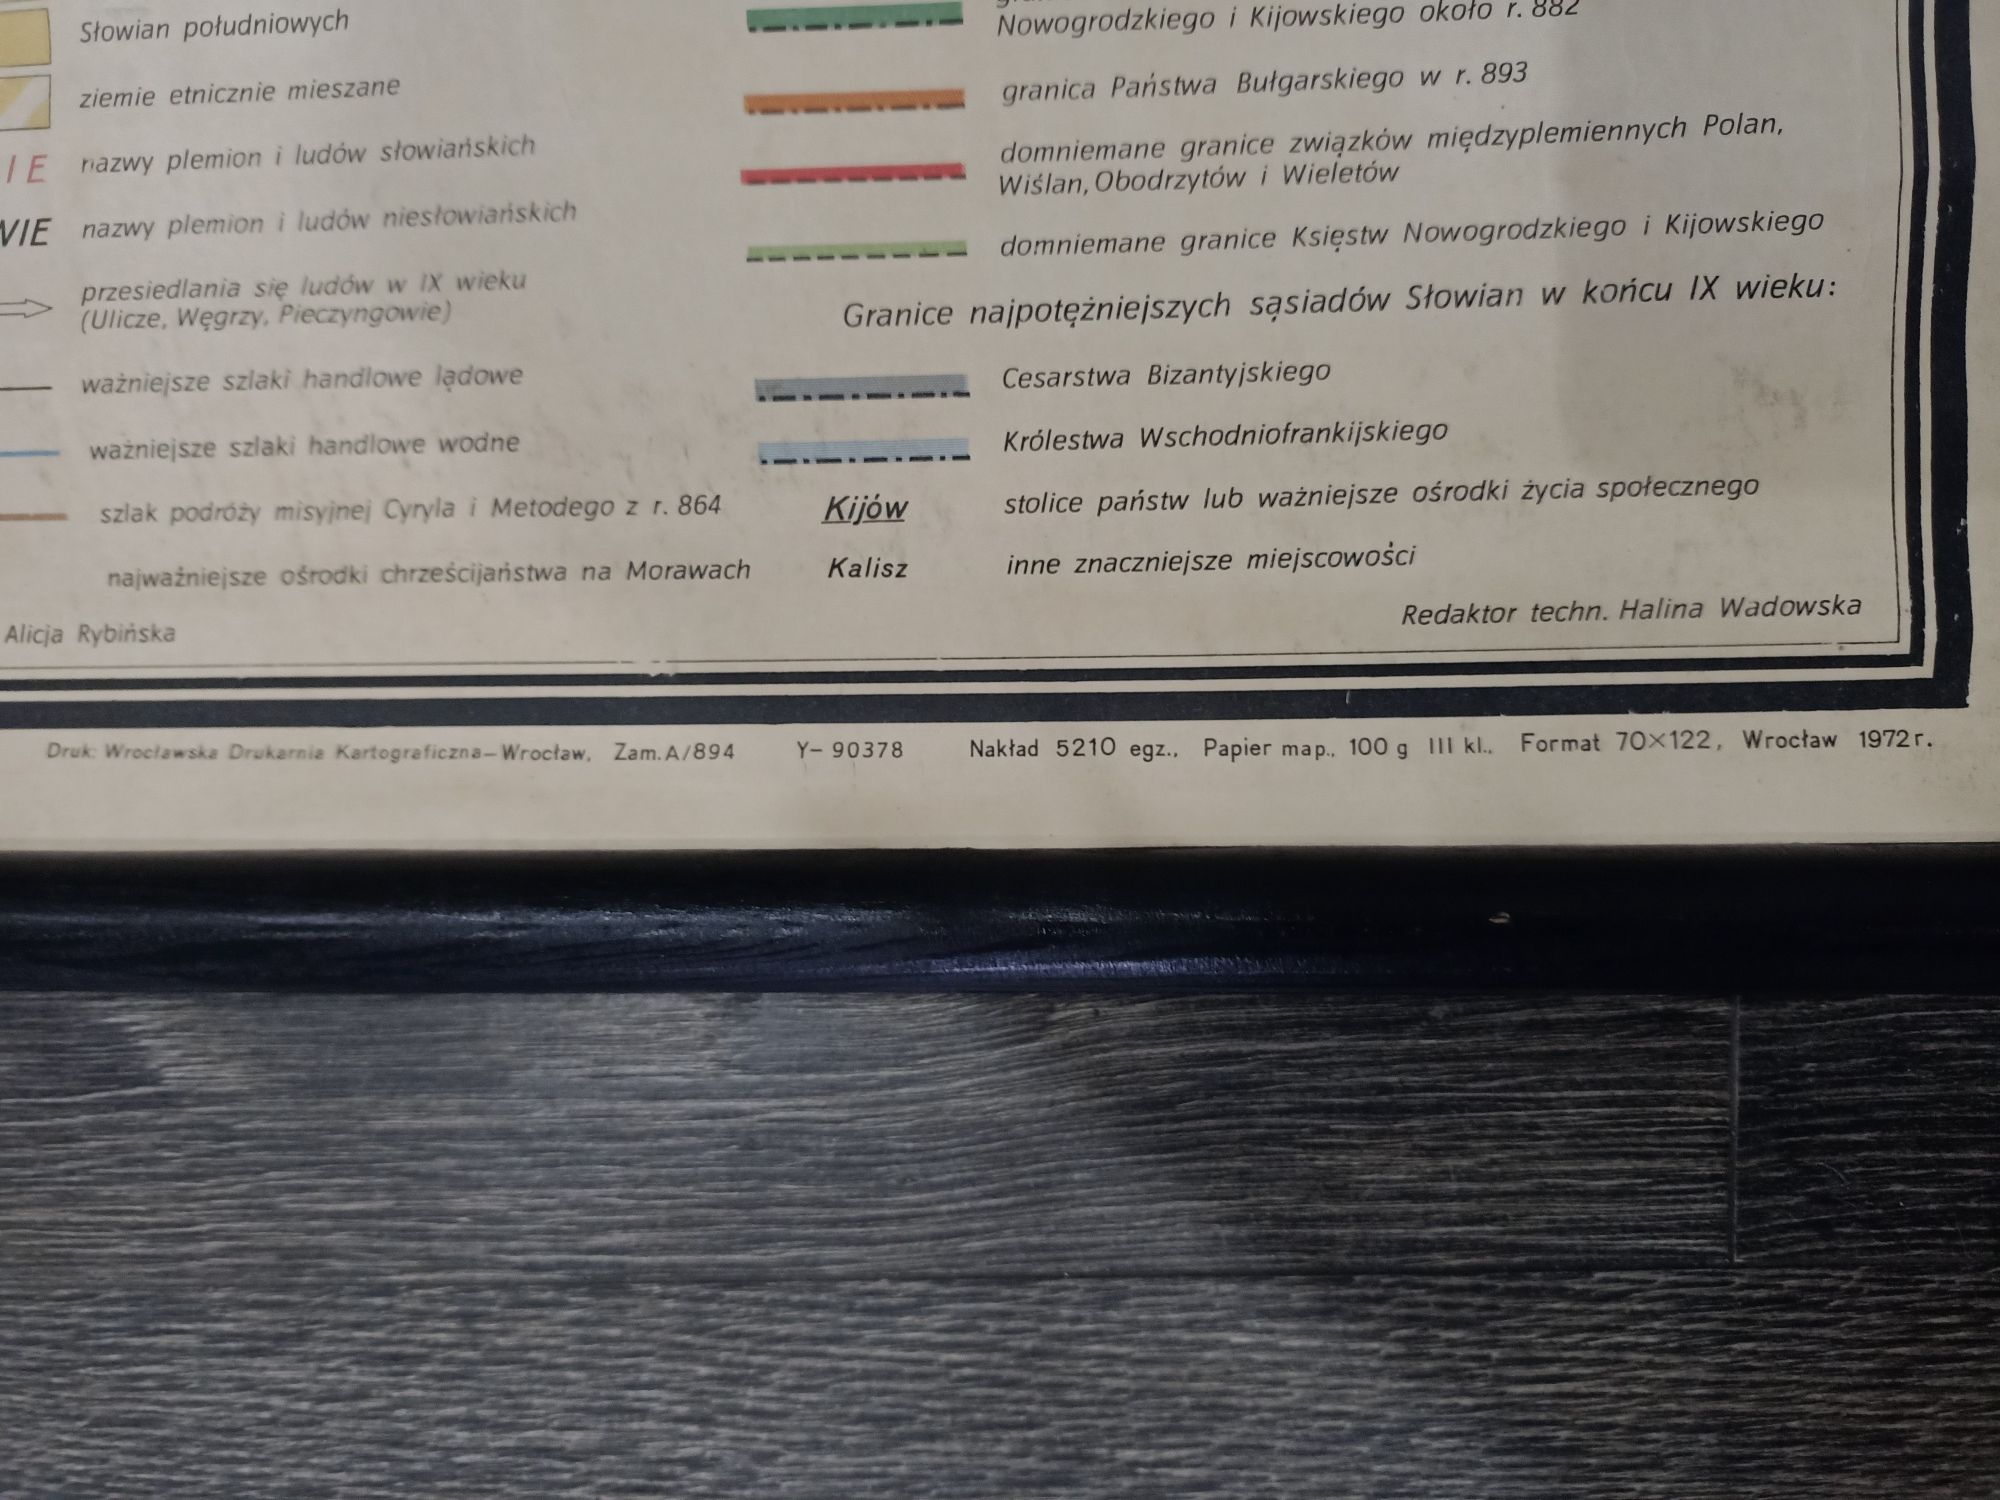 Słowian południowych
ziemie etnicznie mieszane
IE nazwy plemion i ludów słowiańskich
WIE nazwy plemion i ludów niesłowiańskich
przesiedlania się ludów w IX wieku
(Ulicze, Węgrzy, Pieczyngowie)
ważniejsze szlaki handlowe lądowe
ważniejsze szlaki handlowe wodne
szlak podróży misyjnej Cyryla i Metodego z r. 864
najważniejsze ośrodki chrześcijaństwa na Morawach
Alicja Rybińska
Nowogrodzkiego i Kijowskiego około r. 882
granica Państwa Bułgarskiego w r. 893
domniemane granice związków międzyplemiennych Polan,
Wiślan, Obodrzytów i Wieletów
domniemane granice Księstw Nowogrodzkiego i Kijowskiego
Granice najpotężniejszych sąsiadów Słowian w końcu IX wieku:
Cesarstwa Bizantyjskiego
Królestwa Wschodniofrankijskiego
Kijów stolice państw lub ważniejsze ośrodki życia społecznego
Kalisz inne znaczniejsze miejscowości
Redaktor techn. Halina Wadowska
Druk: Wrocławska Drukarnia Kartograficzna – Wrocław, Zam. A/894 Y–90378 Nakład 5210 egz., Papier map., 100 g III kl., Format 70×122, Wrocław 1972 r.